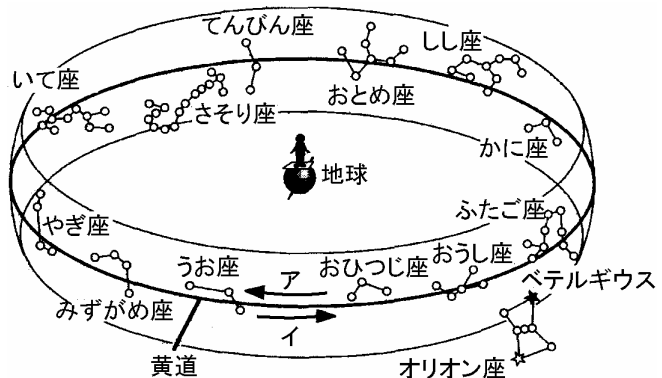 てんびん座
しし座
いて座
おとめ座
さそり座
かに座
地球
ふたご座
やぎ座
うお座
ア
おひつじ座
おうし座
ベテルギウス
みずがめ座
イ
黄道
オリオン座